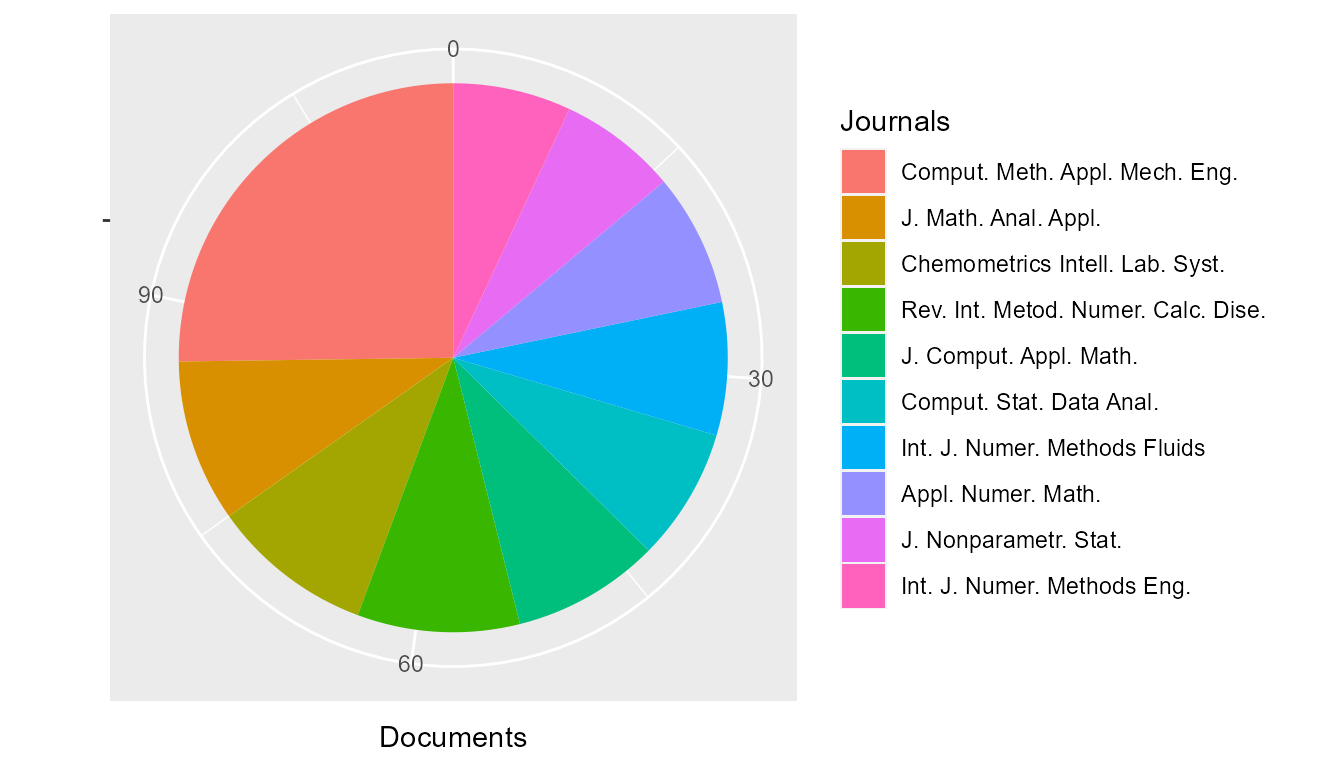 0
90
30
60
Documents
Journals
Comput. Meth. Appl. Mech. Eng.
J. Math. Anal. Appl.
Chemometrics Intell. Lab. Syst.
Rev. Int. Metod. Numer. Calc. Dise.
J. Comput. Appl. Math.
Comput. Stat. Data Anal.
Int. J. Numer. Methods Fluids
Appl. Numer. Math.
J. Nonparametr. Stat.
Int. J. Numer. Methods Eng.